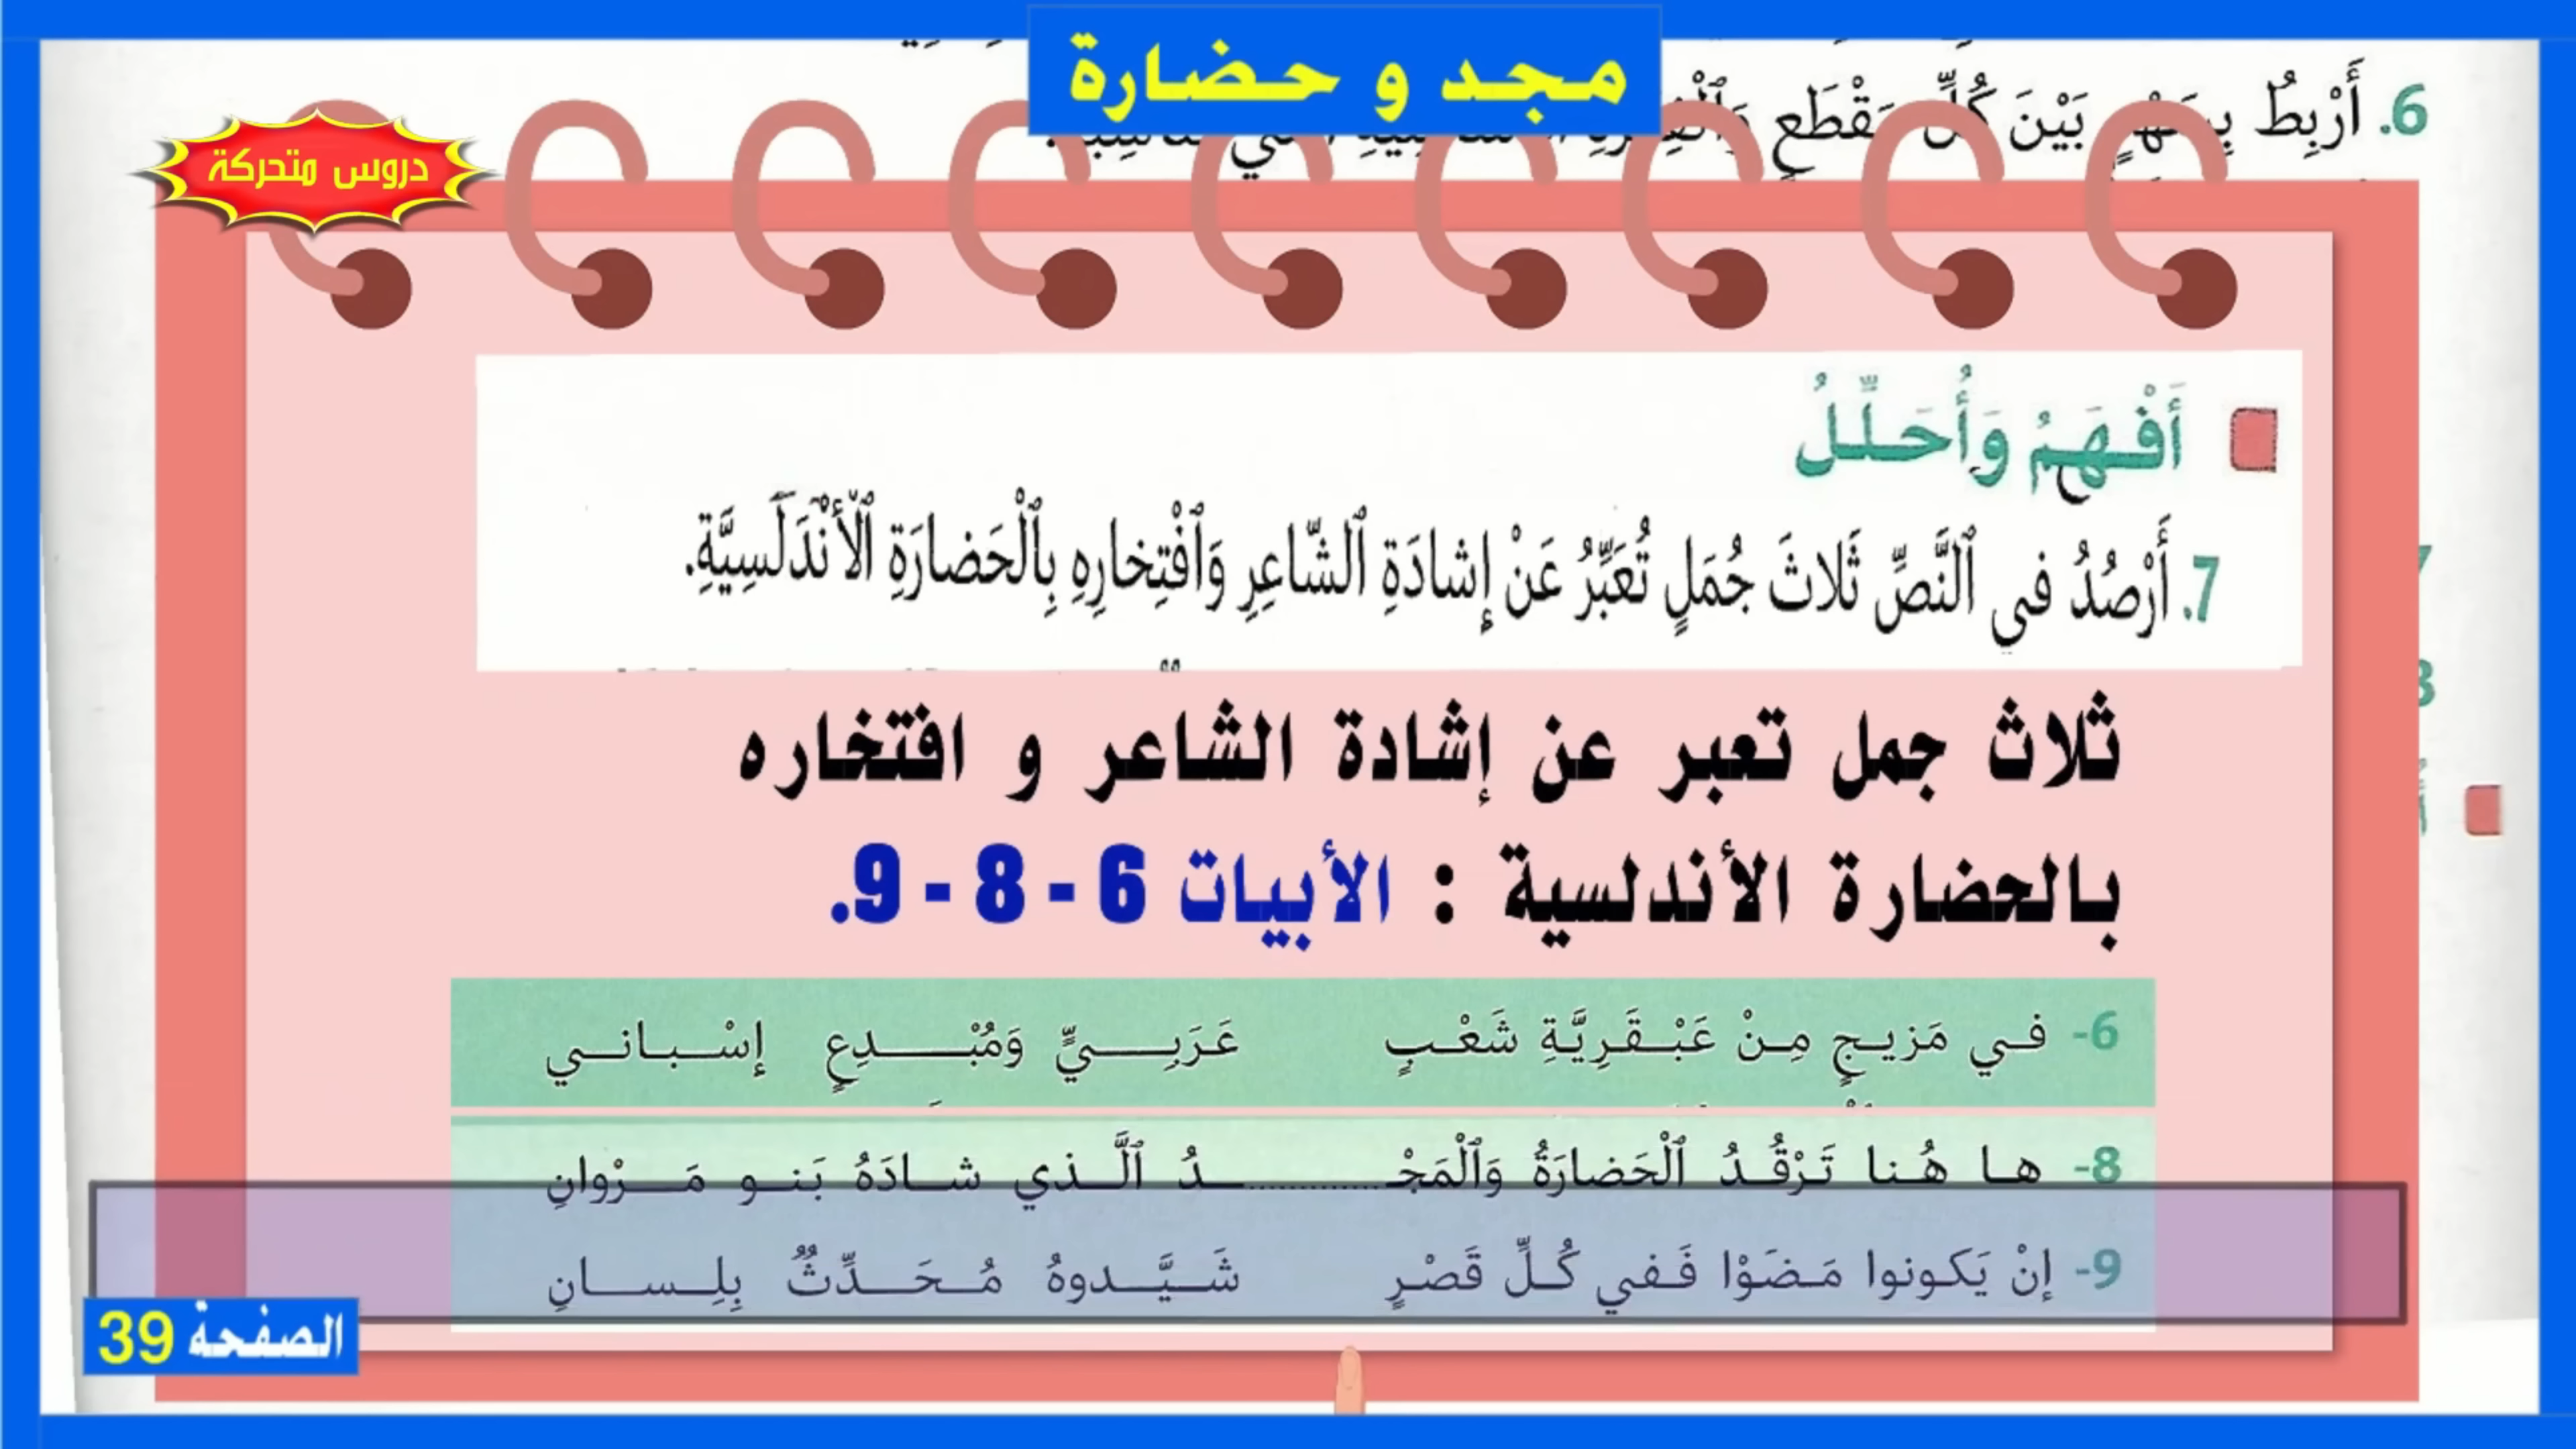 مجد و حضارة
6. أَرْبِطُ بِسَهْمٍ بَيْنَ كُلِّ مَقْطَعٍ
دروس متحركة
أَفْهَمُ وَأُحَلِّلُ
7. أَرْصُدُ في ٱلنَّصِّ ثَلاثَ جُمَلٍ تُعَبِّرُ عَنْ إِشادَةِ ٱلشّاعِرِ وَٱفْتِخارِهِ بِٱلْحَضارَةِ ٱلْأَنْدَلُسِيَّةِ.
ثلاث جمل تعبر عن إشادة الشاعر و افتخاره
بالحضارة الأندلسية : الأبيات 6 - 8 - 9.
6- في مَزيجٍ مِنْ عَبْقَرِيَّةِ شَعْبٍ عَرَبِيٍّ وَمُبْدِعٍ إسْباني
8- ها هُنا تَرْقُدُ ٱلْحَضارَةُ وَٱلْمَجْـ.............ـدُ ٱلَّذي شادَهُ بَنو مَرْوانِ
9- إنْ يَكونوا مَضَوْا فَفي كُلِّ قَصْرٍ شَيَّدوهُ مُحَدِّثٌ بِلِسانِ
الصفحة 39